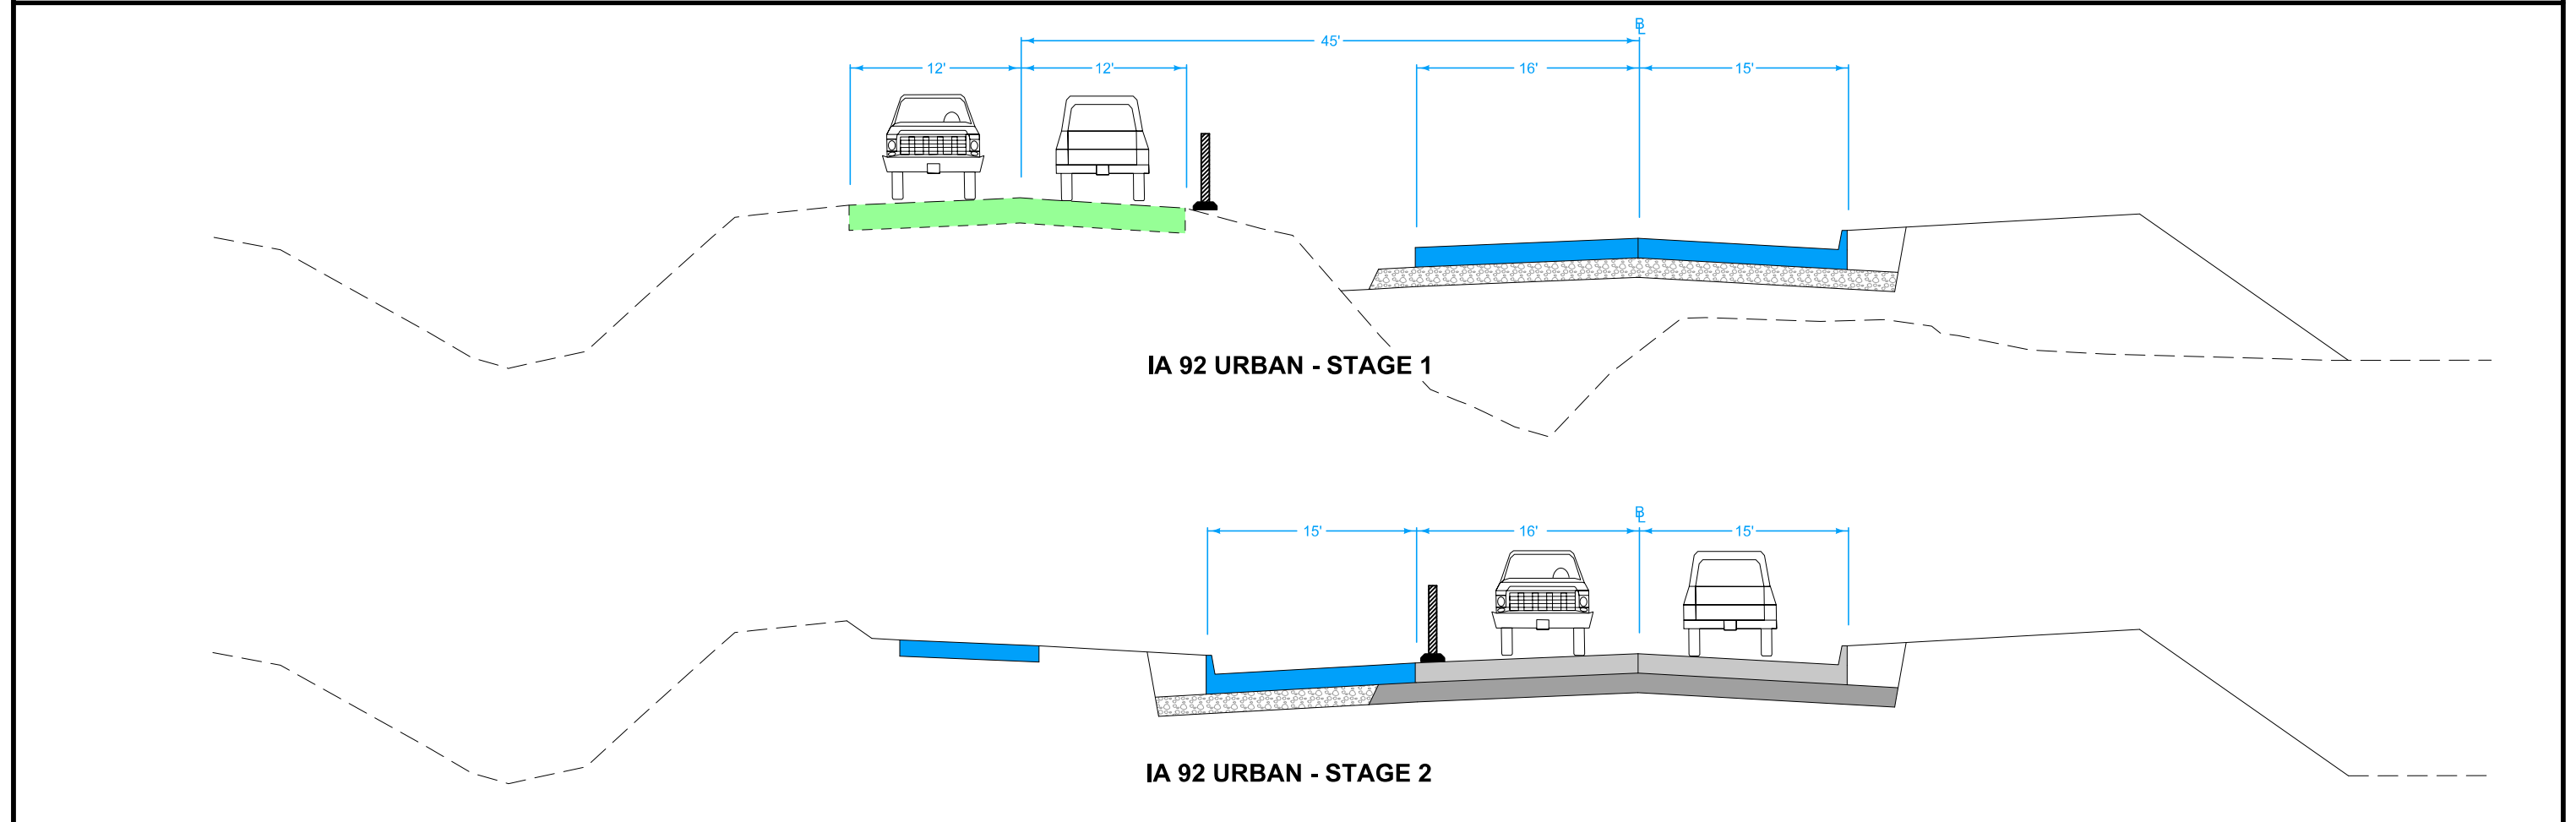 ℄
45'
12' 12' 16' 15'
IA 92 URBAN - STAGE 1
℄
15' 16' 15'
IA 92 URBAN - STAGE 2